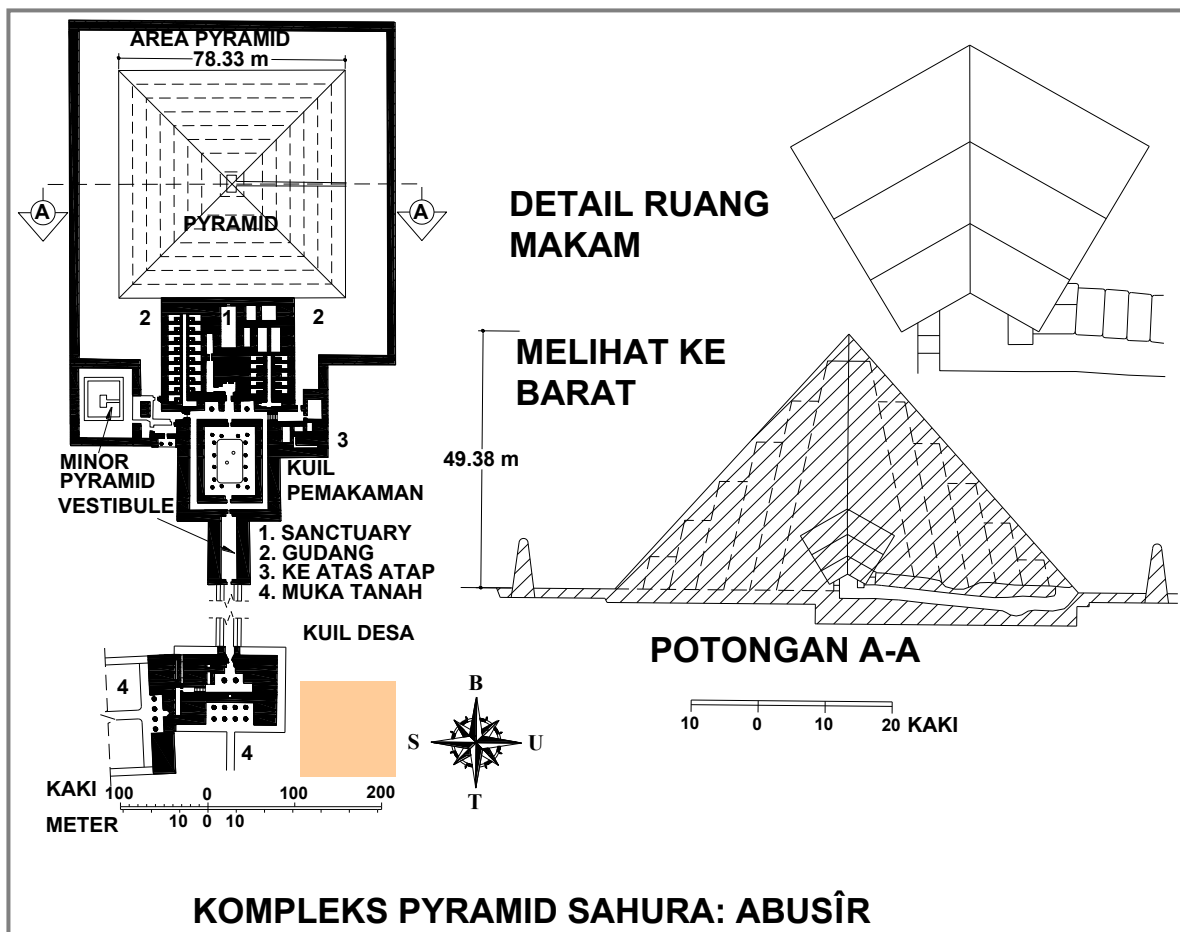 AREA PYRAMID
78.33 m
A
A
PYRAMID
2
1
2
3
MINOR
PYRAMID
VESTIBULE
KUIL
PEMAKAMAN
1. SANCTUARY
2. GUDANG
3. KE ATAS ATAP
4. MUKA TANAH
KUIL DESA
4
4
KAKI 100 0 100 200
METER 10 0 10
B
S U
T
DETAIL RUANG
MAKAM
MELIHAT KE
BARAT
49.38 m
POTONGAN A-A
10 0 10 20 KAKI
KOMPLEKS PYRAMID SAHURA: ABUSÎR